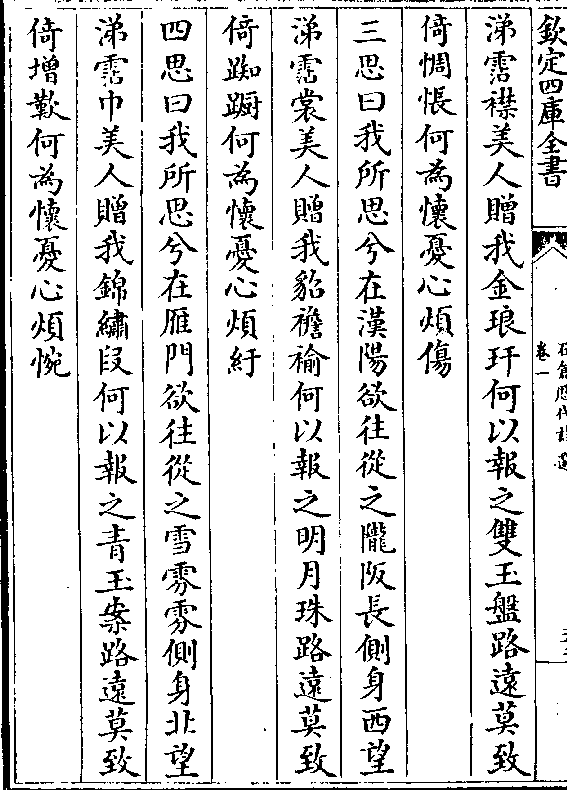 欽定四庫全書
卷一
涕霑襟美人贈我金琅玕何以報之雙玉盤路遠莫致
倚惆悵何為懷憂心煩傷
三思曰我所思兮在漢陽欲往從之隴阪長側身西望
涕霑裳美人贈我貂襜褕何以報之明月珠路遠莫致
倚踟蹰何為懷憂心煩紆
四思曰我所思兮在雁門欲往從之雪雰雰側身北望
涕霑巾美人贈我錦繡段何以報之青玉案路遠莫致
倚增歎何為懷憂心煩惋